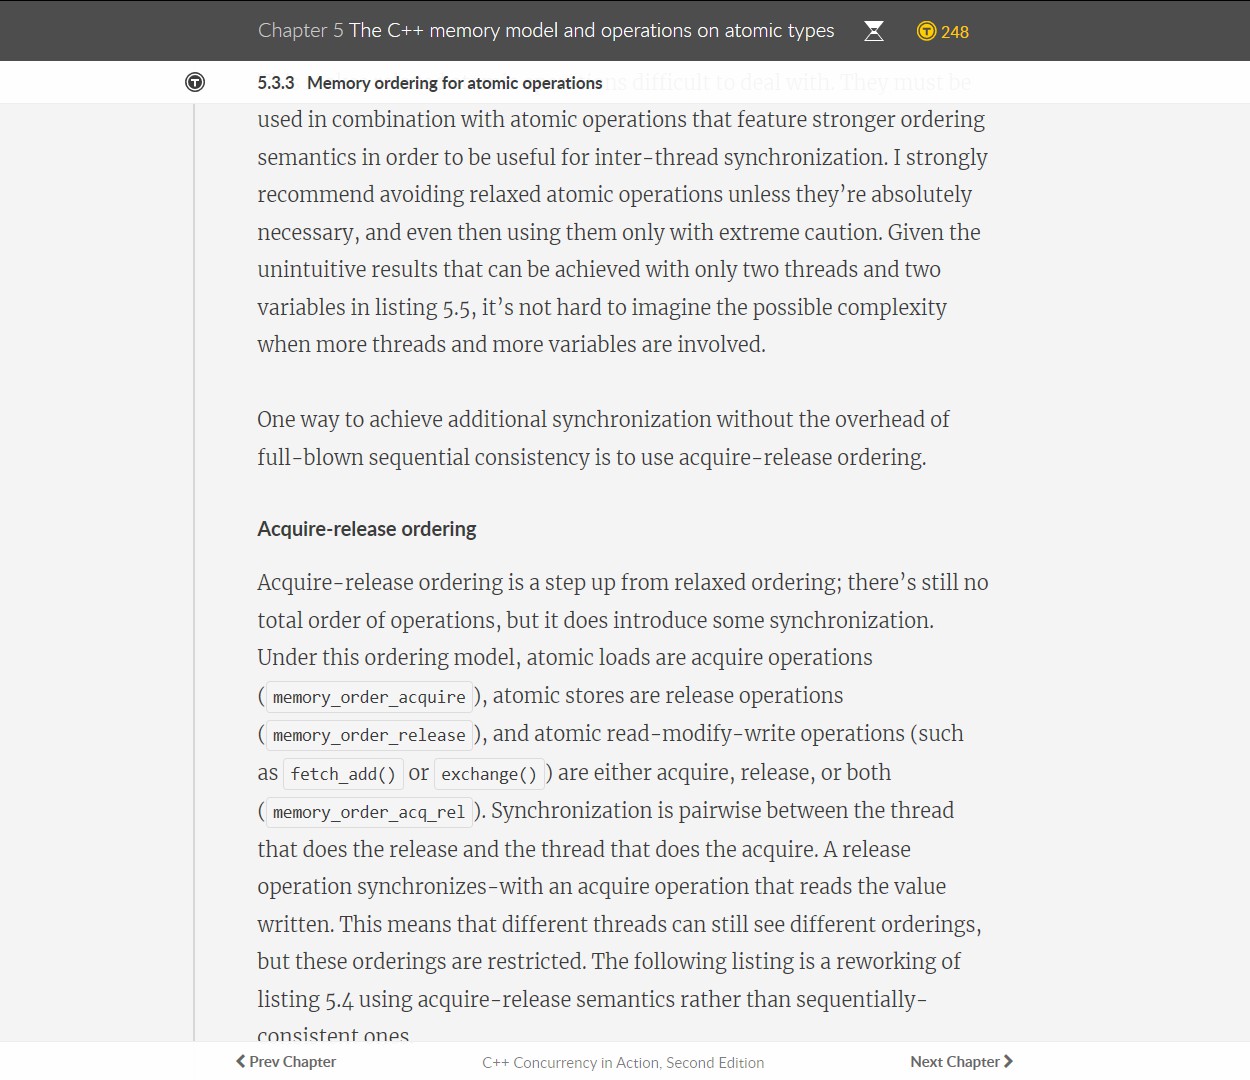 Chapter 5 The C++ memory model and operations on atomic types
248
5.3.3 Memory ordering for atomic operations
ns difficult to deal with. They must be
used in combination with atomic operations that feature stronger ordering
semantics in order to be useful for inter-thread synchronization. I strongly
recommend avoiding relaxed atomic operations unless they’re absolutely
necessary, and even then using them only with extreme caution. Given the
unintuitive results that can be achieved with only two threads and two
variables in listing 5.5, it’s not hard to imagine the possible complexity
when more threads and more variables are involved.
One way to achieve additional synchronization without the overhead of
full-blown sequential consistency is to use acquire-release ordering.
Acquire-release ordering
Acquire-release ordering is a step up from relaxed ordering; there’s still no
total order of operations, but it does introduce some synchronization.
Under this ordering model, atomic loads are acquire operations
(memory_order_acquire), atomic stores are release operations
(memory_order_release), and atomic read-modify-write operations (such
as fetch_add() or exchange()) are either acquire, release, or both
(memory_order_acq_rel). Synchronization is pairwise between the thread
that does the release and the thread that does the acquire. A release
operation synchronizes-with an acquire operation that reads the value
written. This means that different threads can still see different orderings,
but these orderings are restricted. The following listing is a reworking of
listing 5.4 using acquire-release semantics rather than sequentially-
consistent ones.
Prev Chapter
C++ Concurrency in Action, Second Edition
Next Chapter